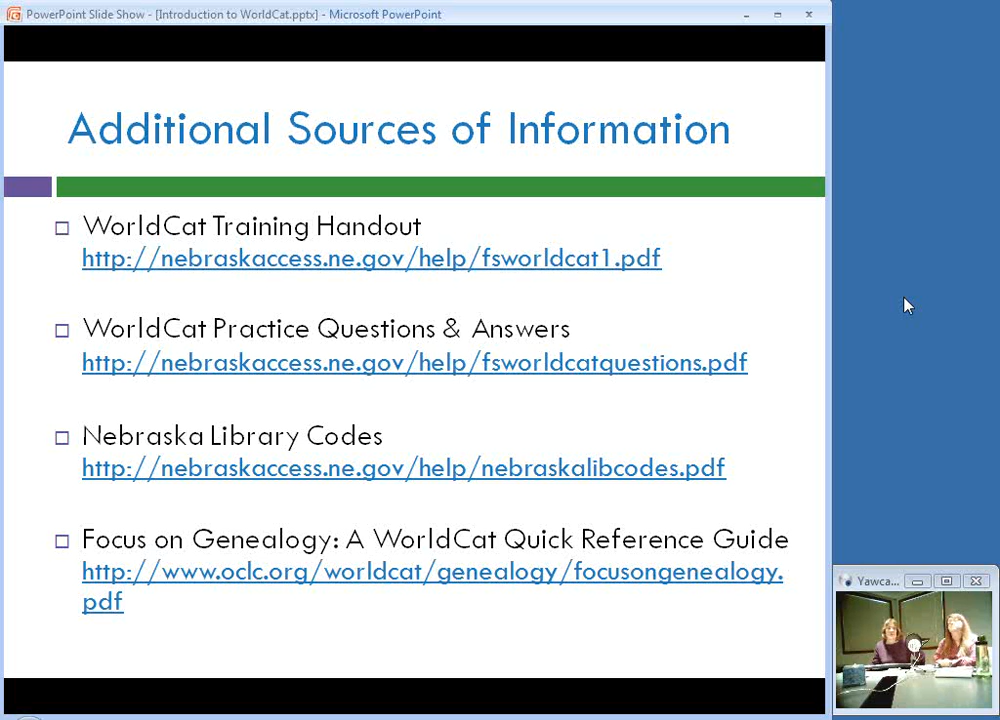 PowerPoint Slide Show - [Introduction to WorldCat.pptx] - Microsoft PowerPoint
Additional Sources of Information
WorldCat Training Handout
http://nebraskaccess.ne.gov/help/fsworldcat1.pdf
WorldCat Practice Questions & Answers
http://nebraskaccess.ne.gov/help/fsworldcatquestions.pdf
Nebraska Library Codes
http://nebraskaccess.ne.gov/help/nebraskalibcodes.pdf
Focus on Genealogy: A WorldCat Quick Reference Guide
http://www.oclc.org/worldcat/genealogy/focusongenealogy.
pdf
Yawca...